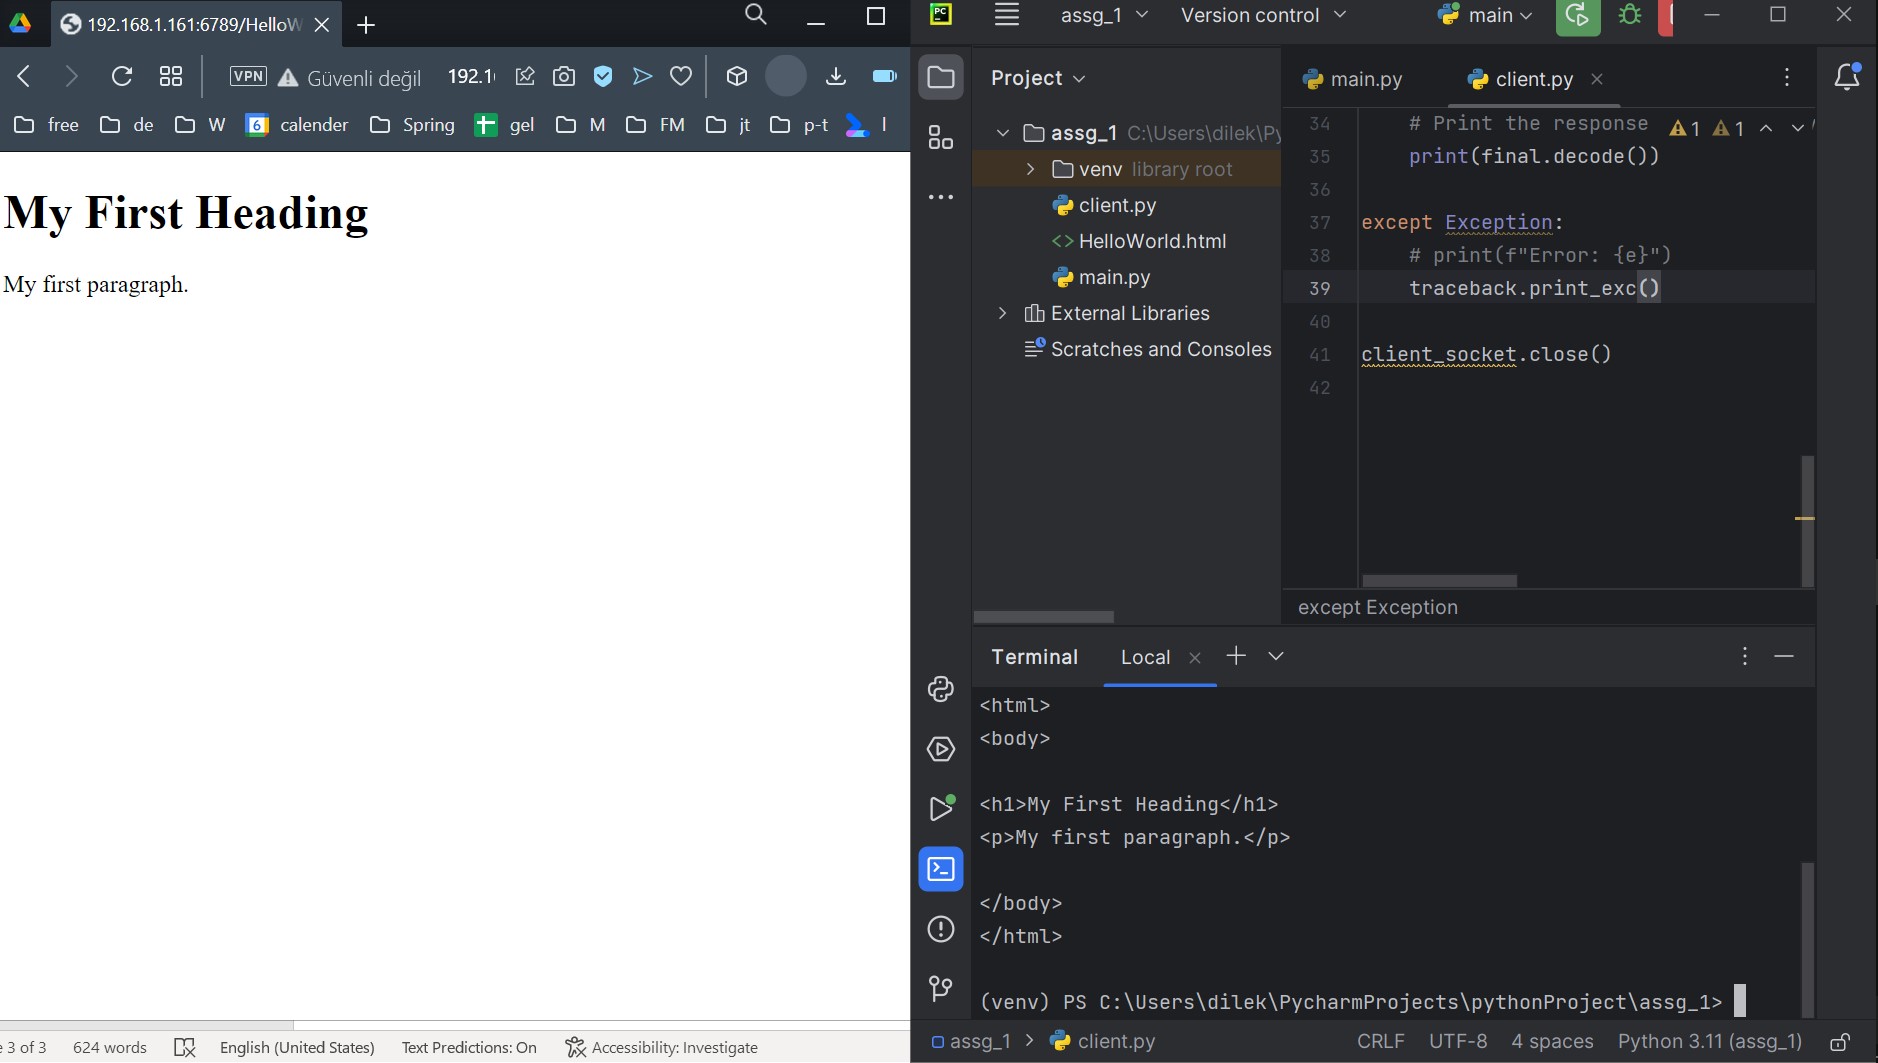 192.168.1.161:6789/HelloW
VPN Güvenli değil 192.1
free de W 6 calender Spring gel M FM jt p-t
My First Heading
My first paragraph.
3 of 3 624 words English (United States) Text Predictions: On Accessibility: Investigate
PC assg_1 Version control main
Project
assg_1 C:\Users\dilek\Py
venv library root
client.py
HelloWorld.html
main.py
External Libraries
Scratches and Consoles
main.py client.py
34 # Print the response 1 1
35 print(final.decode())
36
37 except Exception:
38 # print(f"Error: {e}")
39 traceback.print_exc()
40
41 client_socket.close()
42
except Exception
Terminal Local
<html>
<body>
<h1>My First Heading</h1>
<p>My first paragraph.</p>
</body>
</html>
(venv) PS C:\Users\dilek\PycharmProjects\pythonProject\assg_1>
assg_1 client.py CRLF UTF-8 4 spaces Python 3.11 (assg_1)